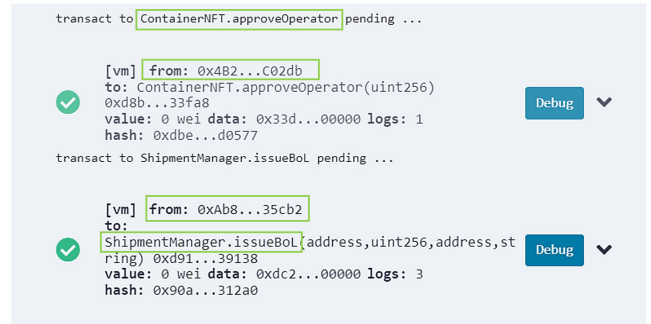 transact to ContainerNFT.approveOperator pending ...
[vm] from: 0x4B2...C02db
to: ContainerNFT.approveOperator(uint256)
0xd8b...33fa8
value: 0 wei data: 0x33d...00000 logs: 1
hash: 0xdbe...d0577
Debug
transact to ShipmentManager.issueBoL pending ...
[vm] from: 0xAb8...35cb2
to:
ShipmentManager.issueBoL(address,uint256,address,st
ring) 0xd91...39138
value: 0 wei data: 0xdc2...00000 logs: 3
hash: 0x90a...312a0
Debug